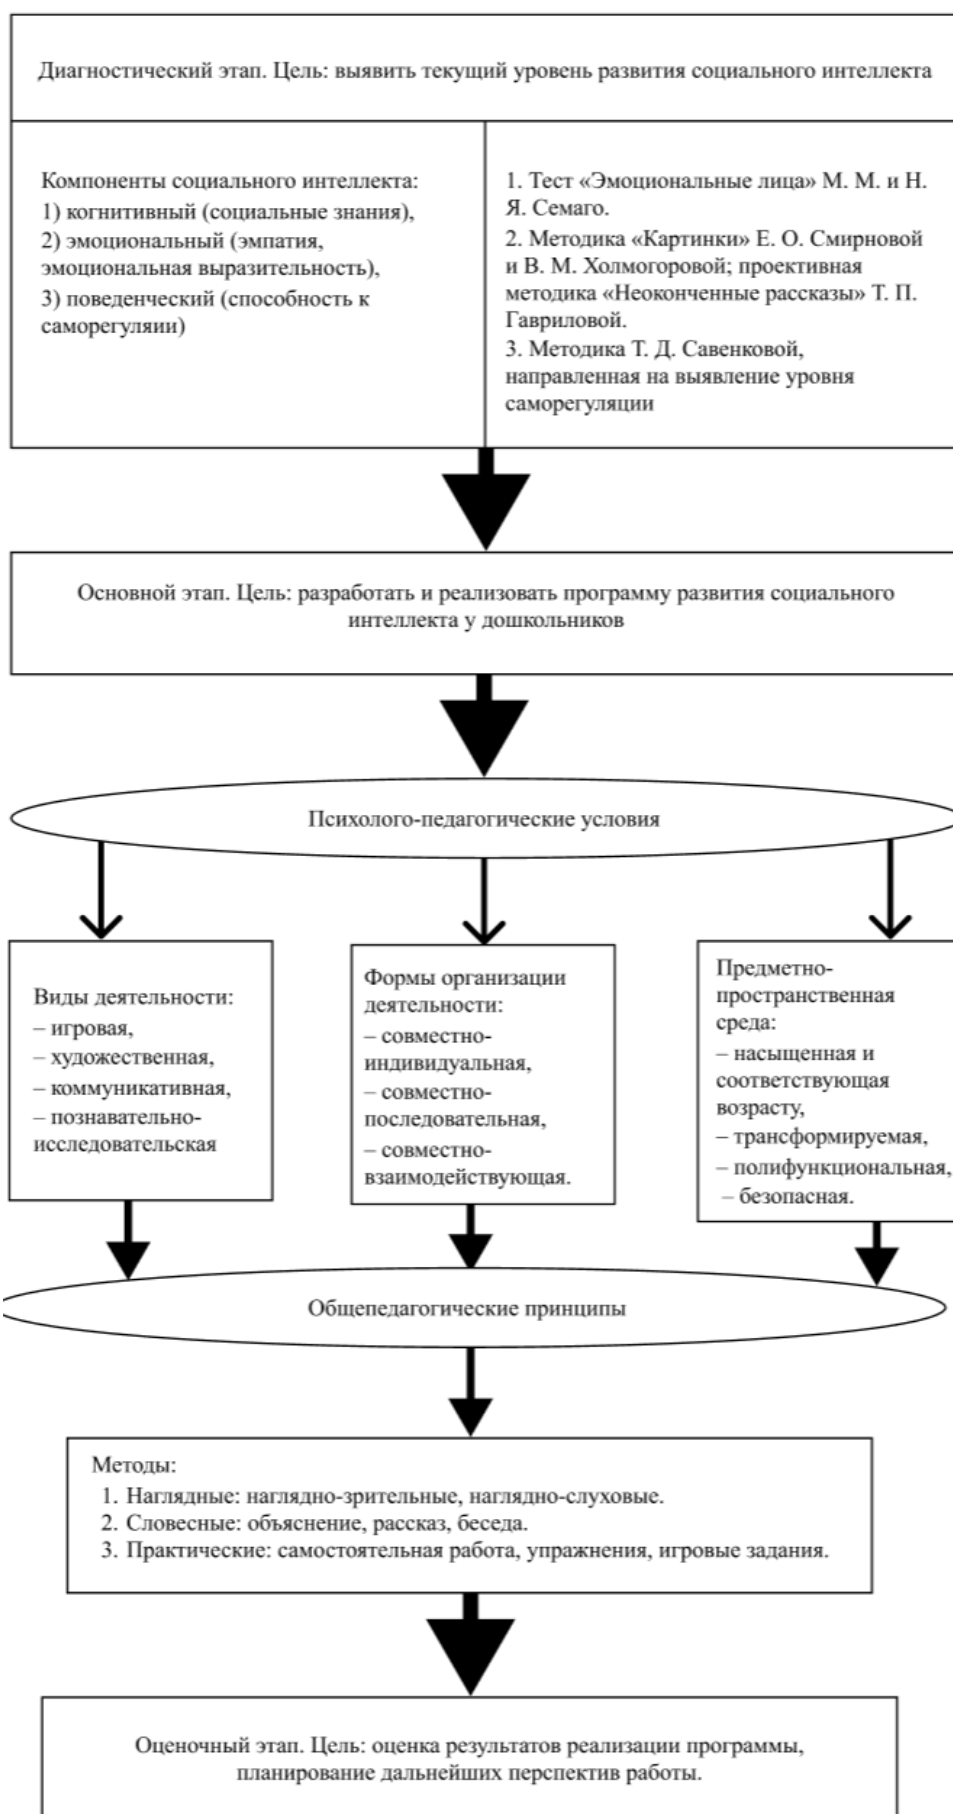 Диагностический этап. Цель: выявить текущий уровень развития социального интеллекта
Компоненты социального интеллекта:
1) когнитивный (социальные знания),
2) эмоциональный (эмпатия,
эмоциональная выразительность),
3) поведенческий (способность к
саморегуляии)
1. Тест «Эмоциональные лица» М. М. и Н.
Я. Семаго.
2. Методика «Картинки» Е. О. Смирновой
и В. М. Холмогоровой; проективная
методика «Неоконченные рассказы» Т. П.
Гавриловой.
3. Методика Т. Д. Савенковой,
направленная на выявление уровня
саморегуляции
Основной этап. Цель: разработать и реализовать программу развития социального
интеллекта у дошкольников
Психолого-педагогические условия
Виды деятельности:
– игровая,
– художественная,
– коммуникативная,
– познавательно-
исследовательская
Формы организации
деятельности:
– совместно-
индивидуальная,
– совместно-
последовательная,
– совместно-
взаимодействующая.
Предметно-
пространственная
среда:
– насыщенная и
соответствующая
возрасту,
– трансформируемая,
– полифункциональная,
– безопасная.
Общепедагогические принципы
Методы:
1. Наглядные: наглядно-зрительные, наглядно-слуховые.
2. Словесные: объяснение, рассказ, беседа.
3. Практические: самостоятельная работа, упражнения, игровые задания.
Оценочный этап. Цель: оценка результатов реализации программы,
планирование дальнейших перспектив работы.